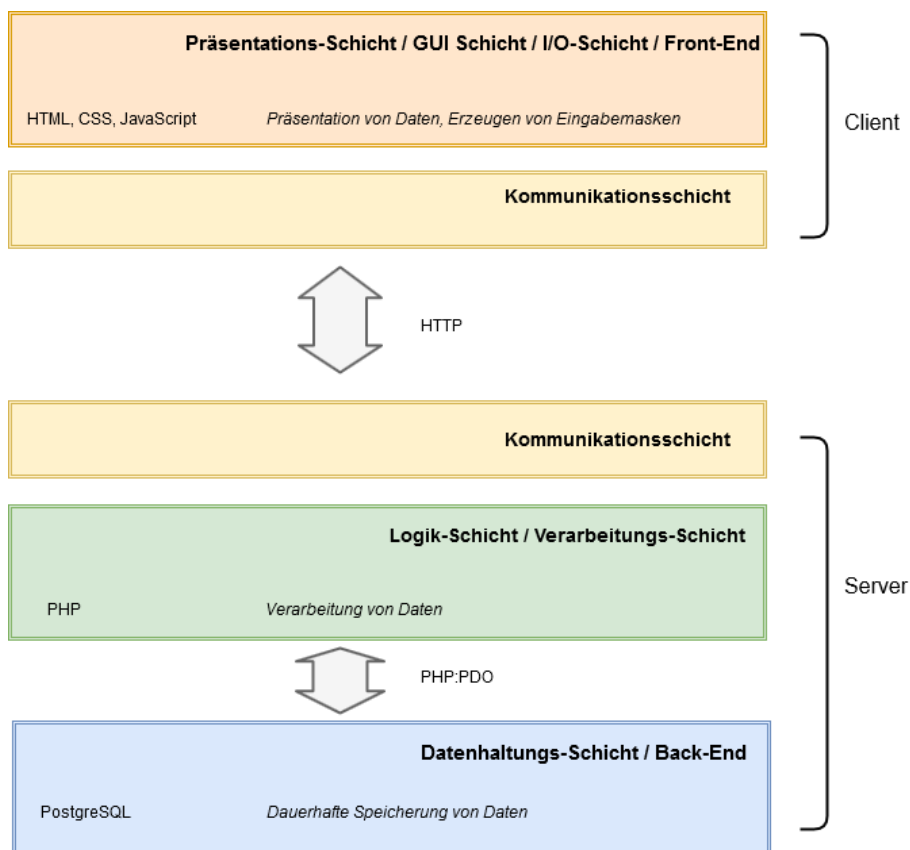 Präsentations-Schicht / GUI Schicht / I/O-Schicht / Front-End
HTML, CSS, JavaScript
Präsentation von Daten, Erzeugen von Eingabemasken
Client
Kommunikationsschicht
HTTP
Kommunikationsschicht
Logik-Schicht / Verarbeitungs-Schicht
PHP
Verarbeitung von Daten
Server
PHP:PDO
Datenhaltungs-Schicht / Back-End
PostgreSQL
Dauerhafte Speicherung von Daten